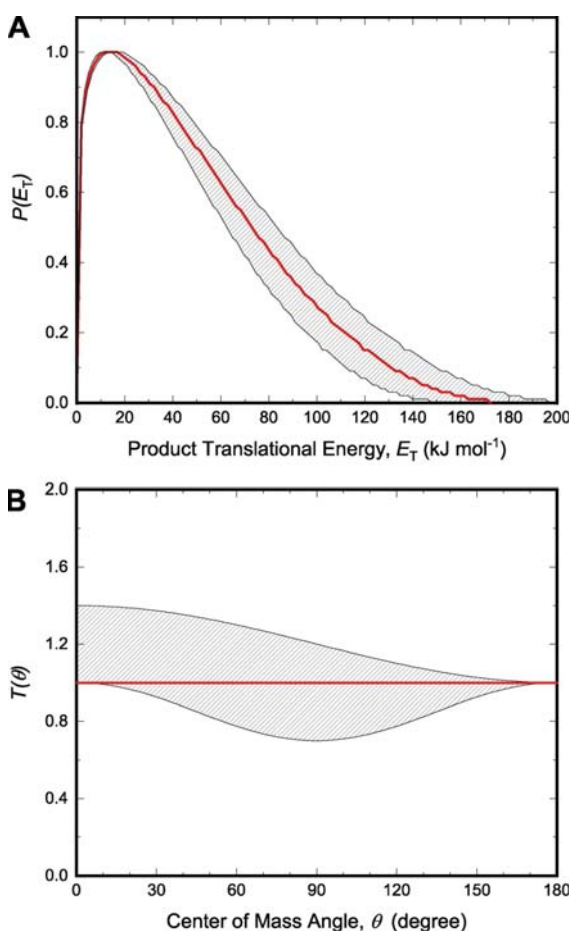 A
1.0
0.8
0.6
0.4
0.2
0.0
P(E_T)
0 20 40 60 80 100 120 140 160 180 200
Product Translational Energy, E_T (kJ mol⁻¹)
B
2.0
1.6
1.2
0.8
0.4
0.0
T(θ)
0 30 60 90 120 150 180
Center of Mass Angle, θ (degree)